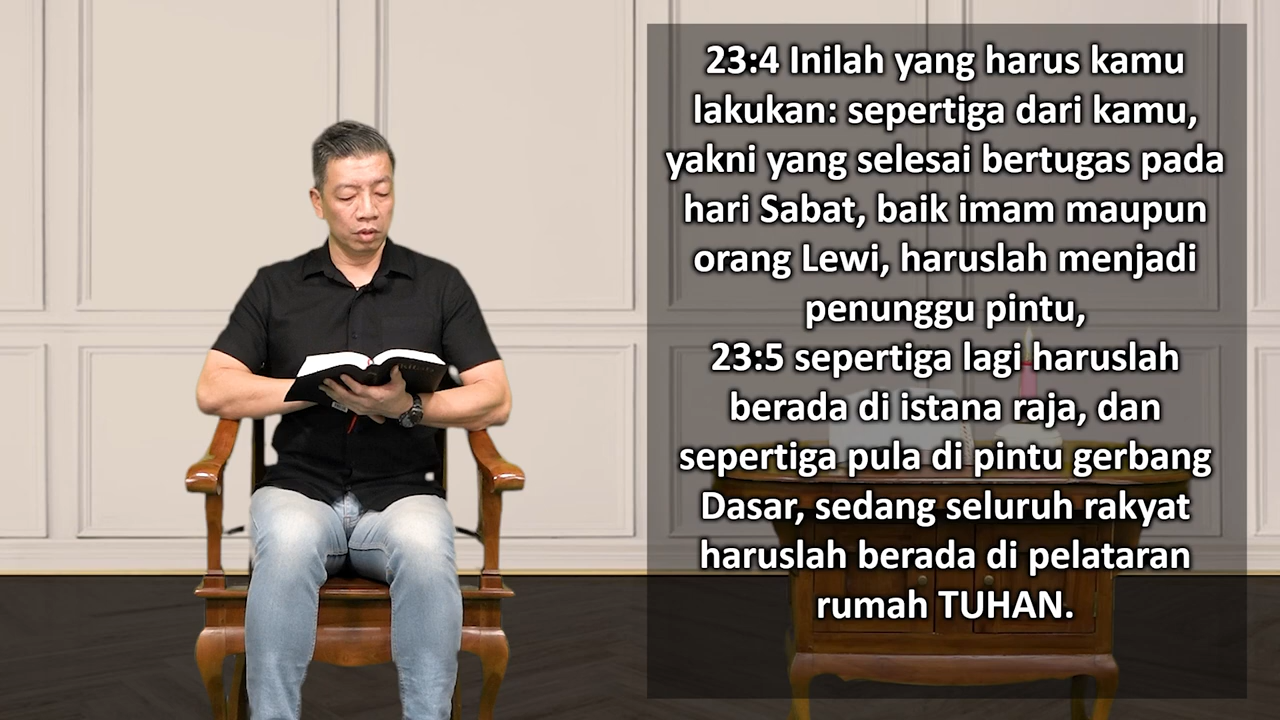 23:4 Inilah yang harus kamu
lakukan: sepertiga dari kamu,
yakni yang selesai bertugas pada
hari Sabat, baik imam maupun
orang Lewi, haruslah menjadi
penunggu pintu,
23:5 sepertiga lagi haruslah
berada di istana raja, dan
sepertiga pula di pintu gerbang
Dasar, sedang seluruh rakyat
haruslah berada di pelataran
rumah TUHAN.